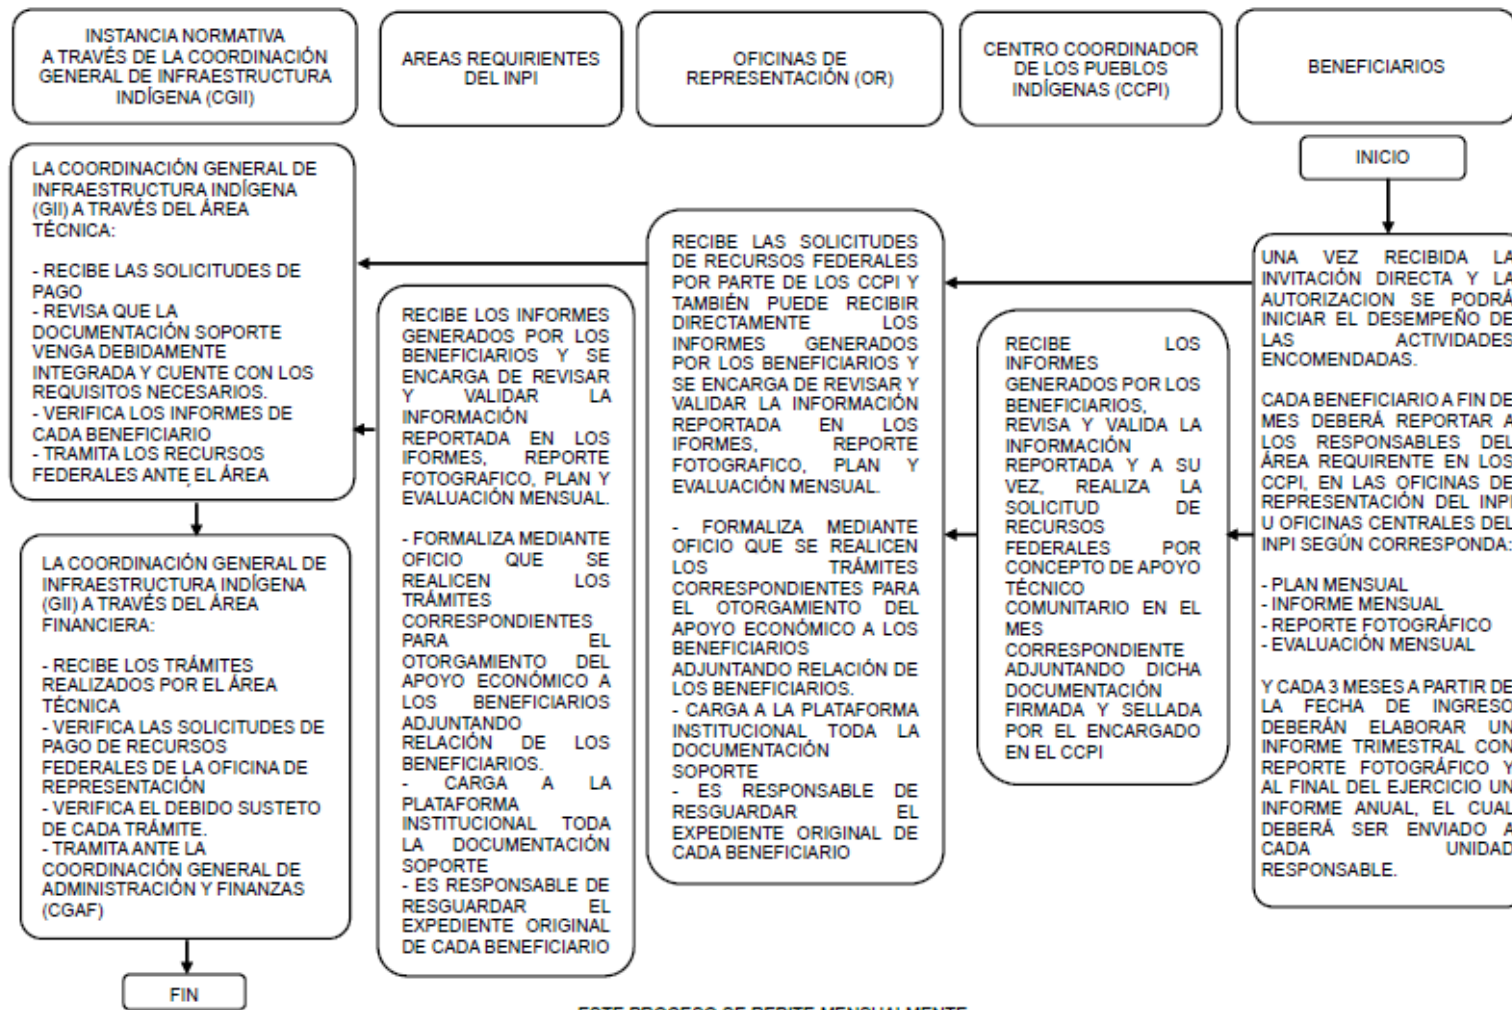 INSTANCIA NORMATIVA
A TRAVÉS DE LA COORDINACIÓN
GENERAL DE INFRAESTRUCTURA
INDÍGENA (CGII)
AREAS REQUIRIENTES
DEL INPI
OFICINAS DE
REPRESENTACIÓN (OR)
CENTRO COORDINADOR
DE LOS PUEBLOS
INDÍGENAS (CCPI)
BENEFICIARIOS
LA COORDINACIÓN GENERAL DE
INFRAESTRUCTURA INDÍGENA
(GII) A TRAVÉS DEL ÁREA
TÉCNICA:
- RECIBE LAS SOLICITUDES DE
PAGO
- REVISA QUE LA
DOCUMENTACIÓN SOPORTE
VENGA DEBIDAMENTE
INTEGRADA Y CUENTE CON LOS
REQUISITOS NECESARIOS.
- VERIFICA LOS INFORMES DE
CADA BENEFICIARIO
- TRAMITA LOS RECURSOS
FEDERALES ANTE EL ÁREA
LA COORDINACIÓN GENERAL DE
INFRAESTRUCTURA INDÍGENA
(GII) A TRAVÉS DEL ÁREA
FINANCIERA:
- RECIBE LOS TRÁMITES
REALIZADOS POR EL ÁREA
TÉCNICA
- VERIFICA LAS SOLICITUDES DE
PAGO DE RECURSOS
FEDERALES DE LA OFICINA DE
REPRESENTACIÓN
- VERIFICA EL DEBIDO SUSTETO
DE CADA TRÁMITE.
- TRAMITA ANTE LA
COORDINACIÓN GENERAL DE
ADMINISTRACIÓN Y FINANZAS
(CGAF)
FIN
RECIBE LOS INFORMES
GENERADOS POR LOS
BENEFICIARIOS Y SE
ENCARGA DE REVISAR
Y VALIDAR LA
INFORMACIÓN
REPORTADA EN LOS
IFORMES, REPORTE
FOTOGRAFICO, PLAN Y
EVALUACIÓN MENSUAL.
- FORMALIZA MEDIANTE
OFICIO QUE SE
REALICEN LOS
TRÁMITES
CORRESPONDIENTES
PARA EL
OTORGAMIENTO DEL
APOYO ECONÓMICO A
LOS BENEFICIARIOS
ADJUNTANDO
RELACIÓN DE LOS
BENEFICIARIOS.
- CARGA A LA
PLATAFORMA
INSTITUCIONAL TODA
LA DOCUMENTACIÓN
SOPORTE
- ES RESPONSABLE DE
RESGUARDAR EL
EXPEDIENTE ORIGINAL
DE CADA BENEFICIARIO
RECIBE LAS SOLICITUDES
DE RECURSOS FEDERALES
POR PARTE DE LOS CCPI Y
TAMBIÉN PUEDE RECIBIR
DIRECTAMENTE LOS
INFORMES GENERADOS
POR LOS BENEFICIARIOS Y
SE ENCARGA DE REVISAR Y
VALIDAR LA INFORMACIÓN
REPORTADA EN LOS
IFORMES, REPORTE
FOTOGRAFICO, PLAN Y
EVALUACIÓN MENSUAL.
- FORMALIZA MEDIANTE
OFICIO QUE SE REALICEN
LOS TRÁMITES
CORRESPONDIENTES PARA
EL OTORGAMIENTO DEL
APOYO ECONÓMICO A LOS
BENEFICIARIOS
ADJUNTANDO RELACIÓN DE
LOS BENEFICIARIOS.
- CARGA A LA PLATAFORMA
INSTITUCIONAL TODA LA
DOCUMENTACIÓN
SOPORTE
- ES RESPONSABLE DE
RESGUARDAR EL
EXPEDIENTE ORIGINAL DE
CADA BENEFICIARIO
RECIBE LOS
INFORMES
GENERADOS POR LOS
BENEFICIARIOS,
REVISA Y VALIDA LA
INFORMACIÓN
REPORTADA Y A SU
VEZ, REALIZA LA
SOLICITUD DE
RECURSOS
FEDERALES POR
CONCEPTO DE APOYO
TÉCNICO
COMUNITARIO EN EL
MES
CORRESPONDIENTE
ADJUNTANDO DICHA
DOCUMENTACIÓN
FIRMADA Y SELLADA
POR EL ENCARGADO
EN EL CCPI
INICIO
UNA VEZ RECIBIDA LA
INVITACIÓN DIRECTA Y LA
AUTORIZACION SE PODRÁ
INICIAR EL DESEMPEÑO DE
LAS ACTIVIDADES
ENCOMENDADAS.
CADA BENEFICIARIO A FIN DE
MES DEBERÁ REPORTAR A
LOS RESPONSABLES DEL
ÁREA REQUIRENTE EN LOS
CCPI, EN LAS OFICINAS DE
REPRESENTACIÓN DEL INPI
U OFICINAS CENTRALES DEL
INPI SEGÚN CORRESPONDA:
- PLAN MENSUAL
- INFORME MENSUAL
- REPORTE FOTOGRÁFICO
- EVALUACIÓN MENSUAL
Y CADA 3 MESES A PARTIR DE
LA FECHA DE INGRESO
DEBERÁN ELABORAR UN
INFORME TRIMESTRAL CON
REPORTE FOTOGRÁFICO Y
AL FINAL DEL EJERCICIO UN
INFORME ANUAL, EL CUAL
DEBERÁ SER ENVIADO A
CADA UNIDAD
RESPONSABLE.
ESTE PROCESO SE REPITE MENSUALMENTE